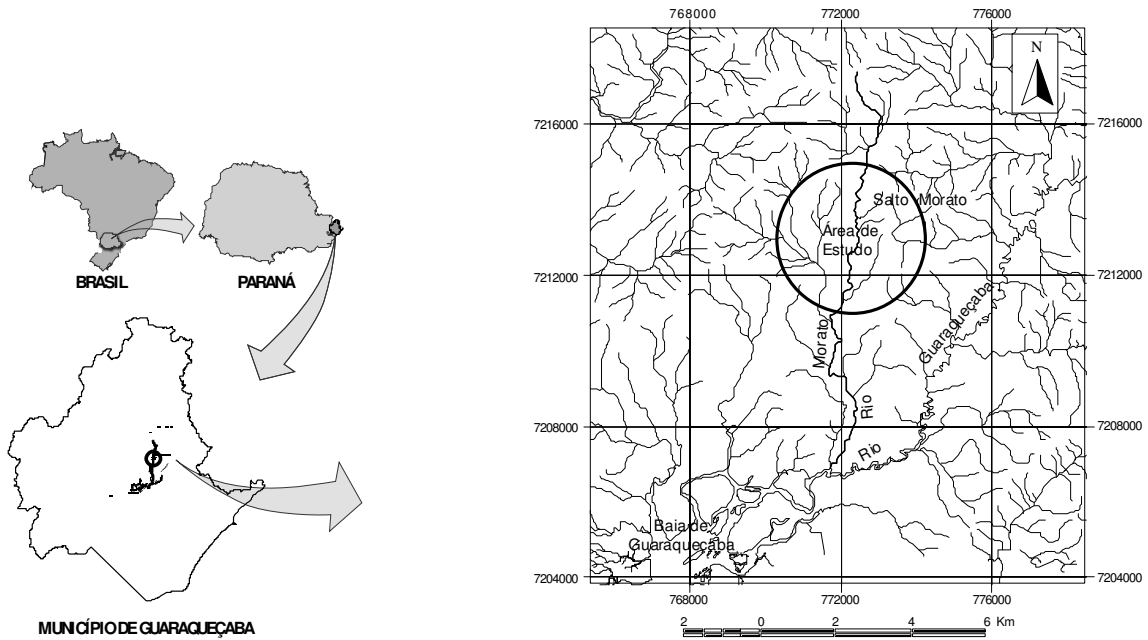 BRASIL
PARANÁ
MUNICÍPIO DE GUARAQUEÇABA
768000
772000
776000
N
7216000
7216000
Salto Morato
Área de
Estudo
7212000
7212000
Guaraqueçaba
Morato
Rio
7208000
7208000
Rio
Baia de
Guaraqueçaba
7204000
7204000
768000
772000
776000
2 0 2 4 6 Km